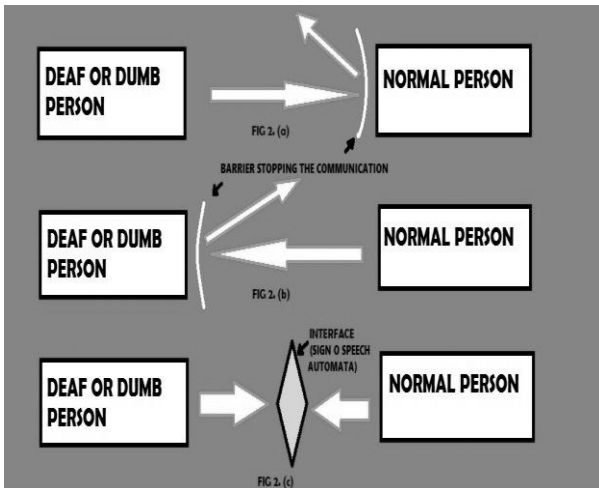 DEAF OR DUMB
PERSON
NORMAL PERSON
FIG 2. (a)
BARRIER STOPPING THE COMMUNICATION
DEAF OR DUMB
PERSON
NORMAL PERSON
FIG 2. (b)
INTERFACE
(SIGN O SPEECH
AUTOMATA)
DEAF OR DUMB
PERSON
NORMAL PERSON
FIG 2. (c)